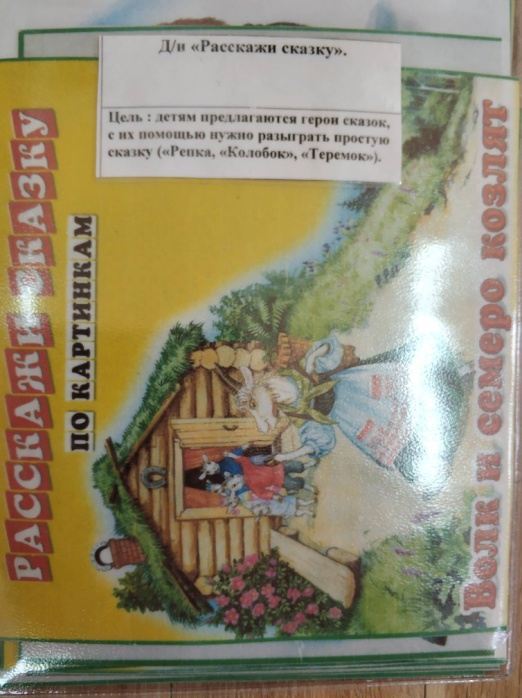 Д/и «Расскажи сказку».
Цель : детям предлагаются герои сказок,
с их помощью нужно разыграть простую
сказку («Репка, «Колобок», «Теремок»).
РАССКАЖИ СКАЗКУ
ПО КАРТИНКАМ
Волк и семеро козлят